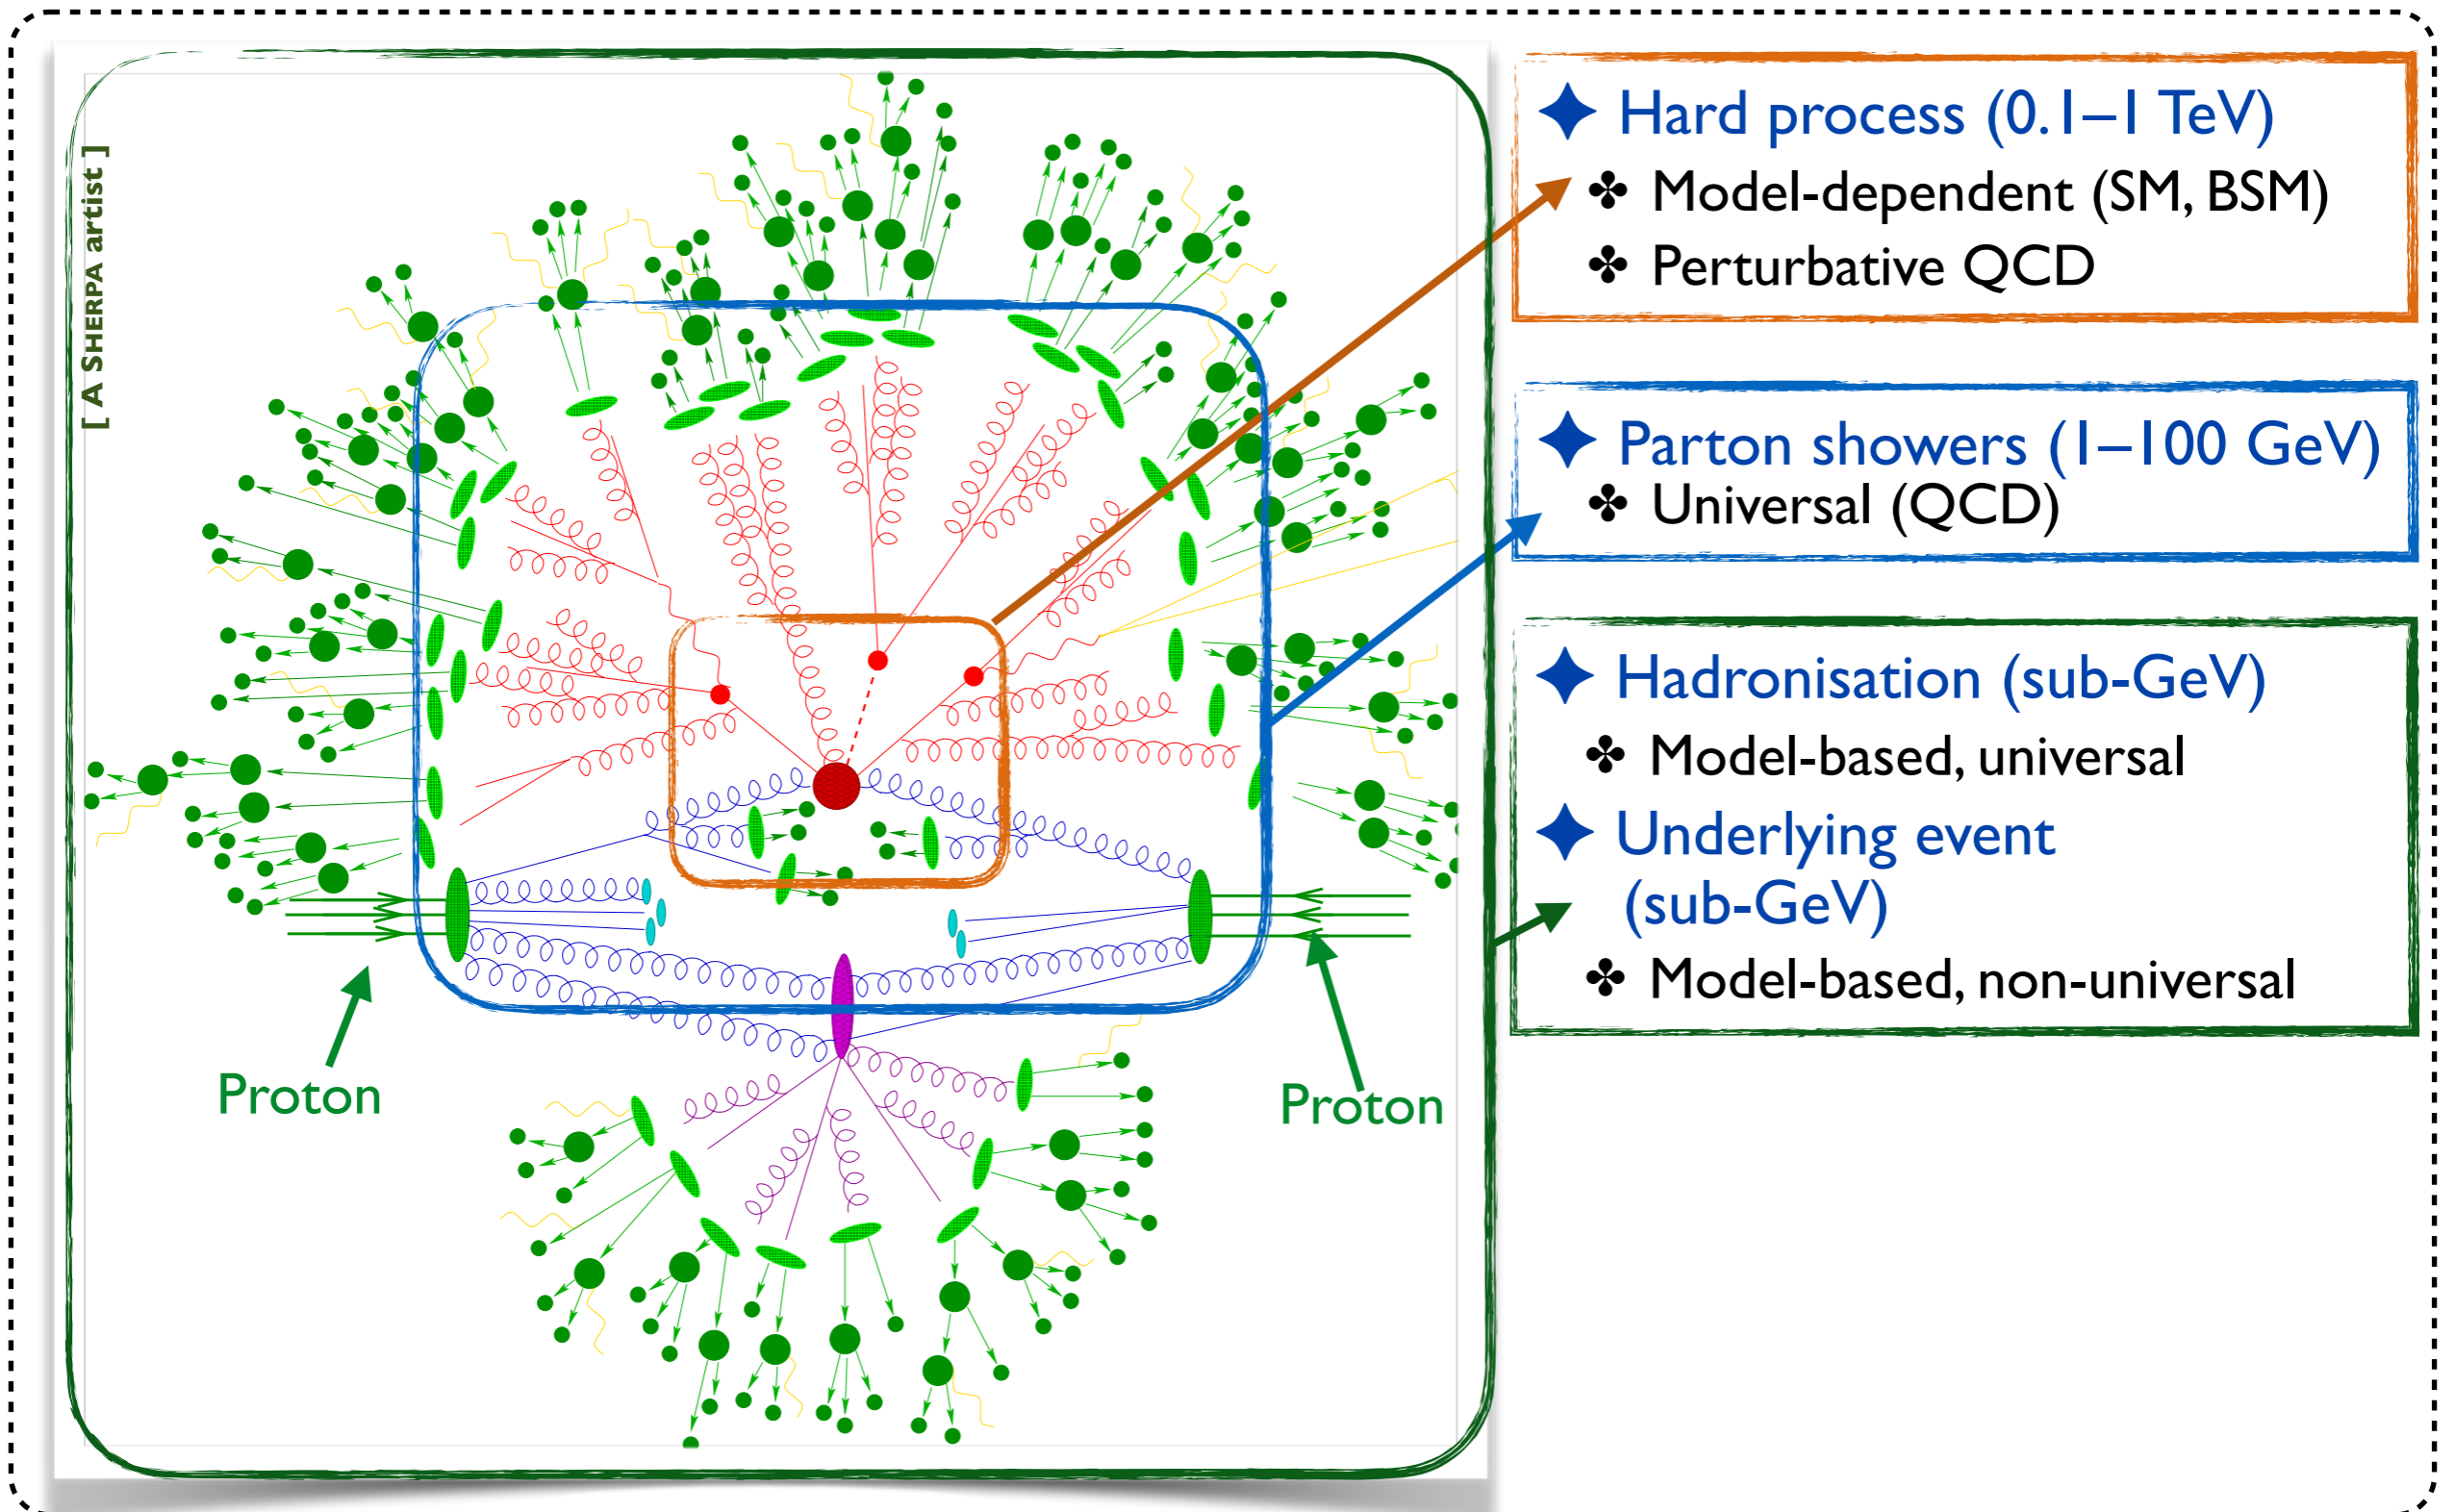 [ A SHERPA artist ]
Proton
Proton
Hard process (0.1–1 TeV)
Model-dependent (SM, BSM)
Perturbative QCD
Parton showers (1–100 GeV)
Universal (QCD)
Hadronisation (sub-GeV)
Model-based, universal
Underlying event
(sub-GeV)
Model-based, non-universal